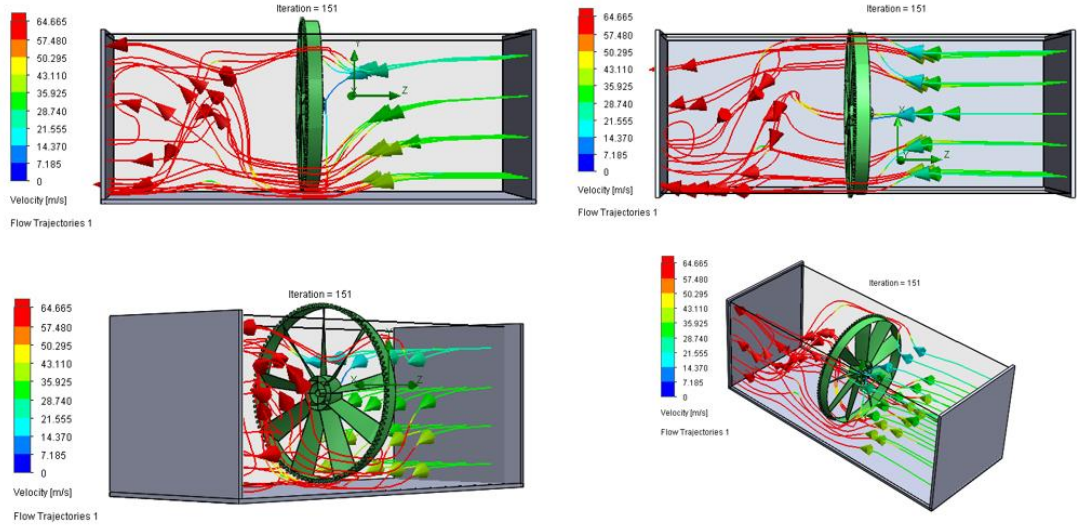 Iteration = 151
64.665
57.480
50.295
43.110
35.925
28.740
21.555
14.370
7.185
0
Velocity [m/s]
Flow Trajectories 1
Y
Z
Iteration = 151
64.665
57.480
50.295
43.110
35.925
28.740
21.555
14.370
7.185
0
Velocity [m/s]
Flow Trajectories 1
Z
Iteration = 151
64.665
57.480
50.295
43.110
35.925
28.740
21.555
14.370
7.185
0
Velocity [m/s]
Flow Trajectories 1
Z
Iteration = 151
64.665
57.480
50.295
43.110
35.925
28.740
21.555
14.370
7.185
0
Velocity [m/s]
Flow Trajectories 1